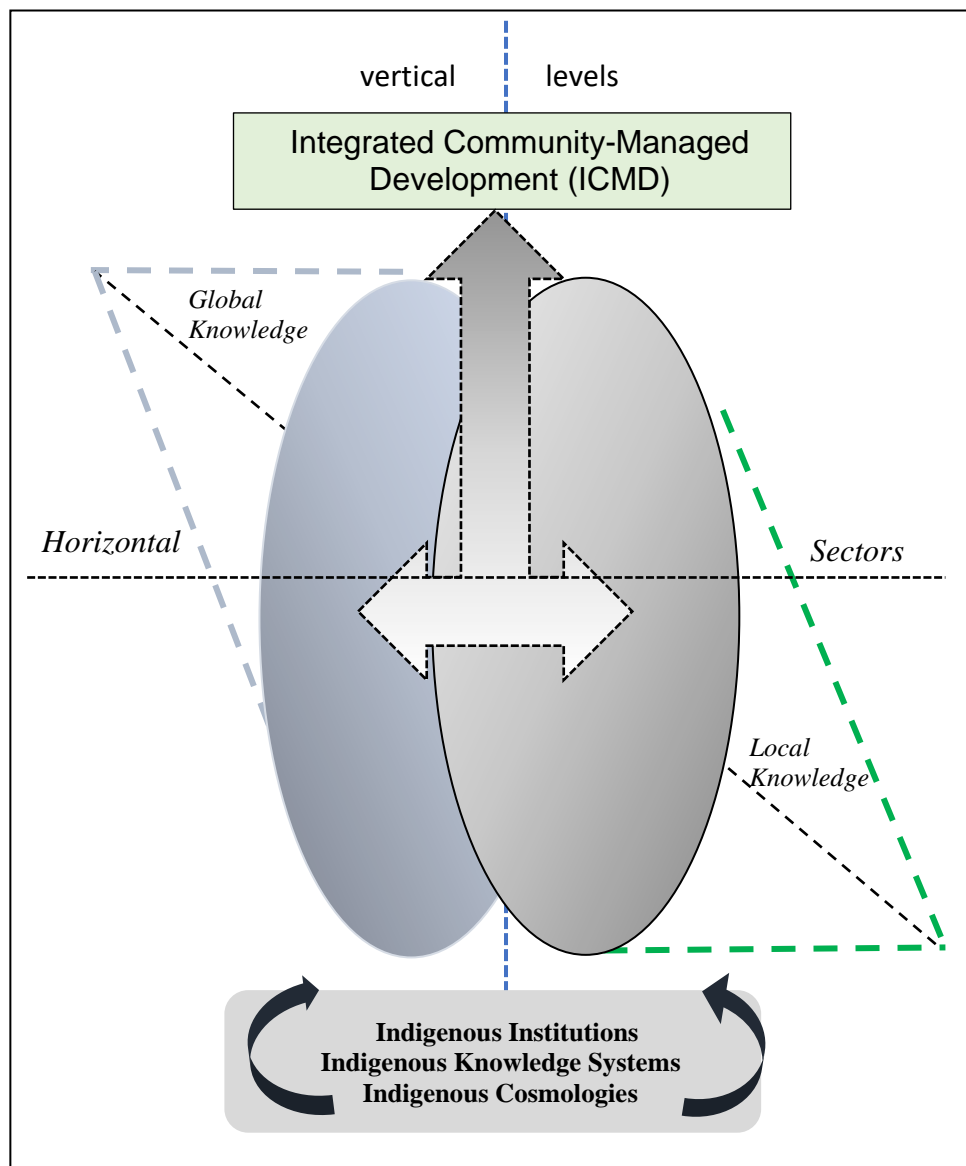 vertical levels
Integrated Community-Managed
Development (ICMD)
Global
Knowledge
Horizontal
Sectors
Local
Knowledge
Indigenous Institutions
Indigenous Knowledge Systems
Indigenous Cosmologies